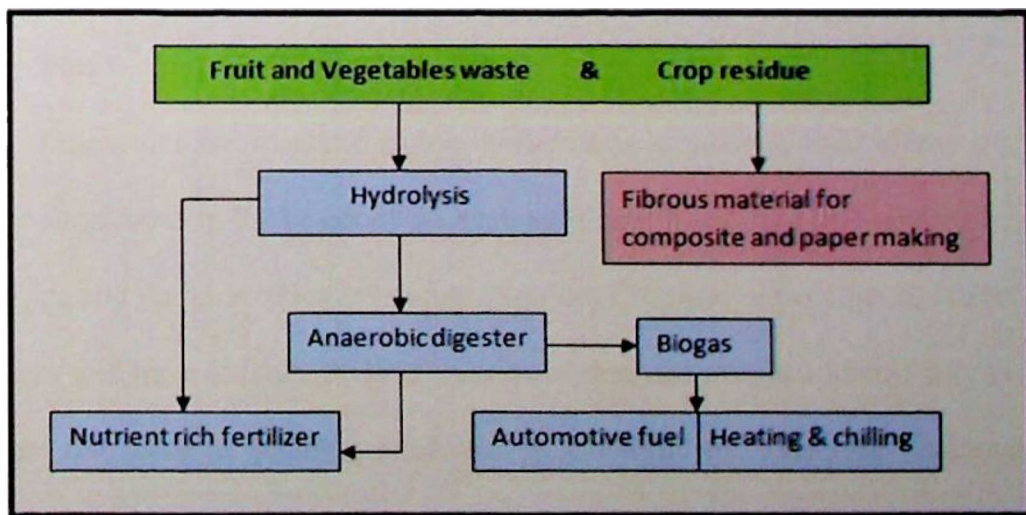 Fruit and Vegetables waste & Crop residue
Hydrolysis
Fibrous material for
composite and paper making
Anaerobic digester
Biogas
Nutrient rich fertilizer
Automotive fuel
Heating & chilling